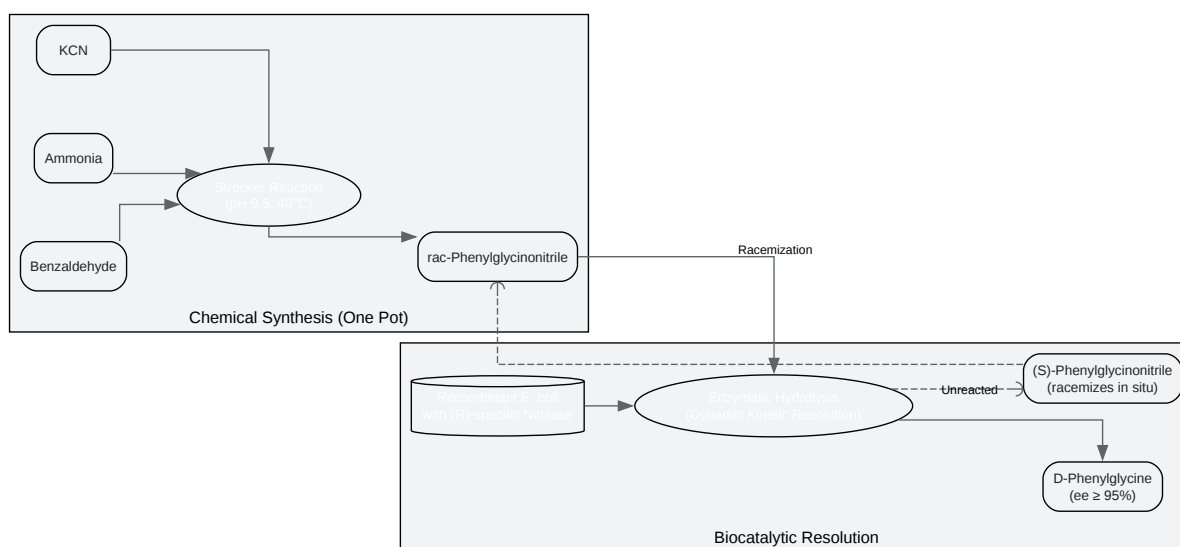 KCN
Ammonia
Strecker Reaction
(pH 9.5, 40°C)
Benzaldehyde
rac-Phenylglycinonitrile
Racemization
Chemical Synthesis (One Pot)
Recombinant E. coli
with (R)-specific Nitrilase
Enzymatic Hydrolysis
(Dynamic Kinetic Resolution)
Unreacted
(S)-Phenylglycinonitrile
(racemizes in situ)
D-Phenylglycine
(ee ≥ 95%)
Biocatalytic Resolution